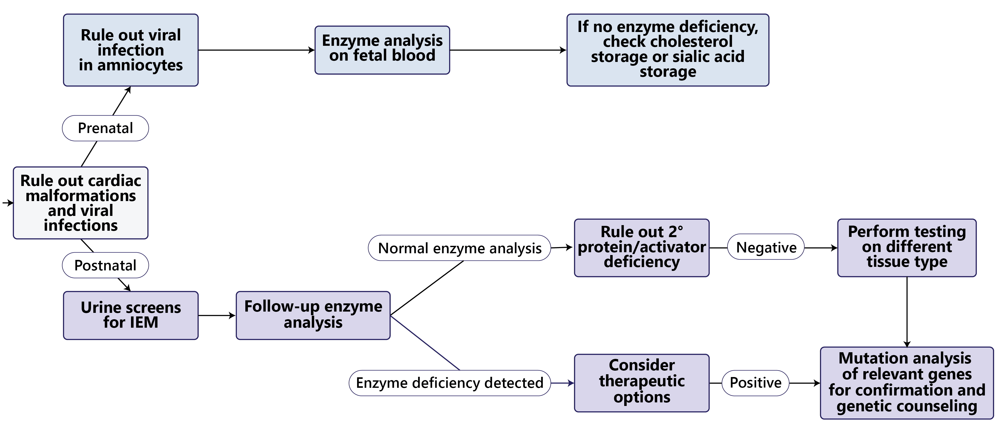 Rule out viral
infection
in amniocytes
Enzyme analysis
on fetal blood
If no enzyme deficiency,
check cholesterol
storage or sialic acid
storage
Prenatal
Rule out cardiac
malformations
and viral
infections
Postnatal
Urine screens
for IEM
Follow-up enzyme
analysis
Normal enzyme analysis
Rule out 2°
protein/activator
deficiency
Negative
Perform testing
on different
tissue type
Enzyme deficiency detected
Consider
therapeutic
options
Positive
Mutation analysis
of relevant genes
for confirmation and
genetic counseling